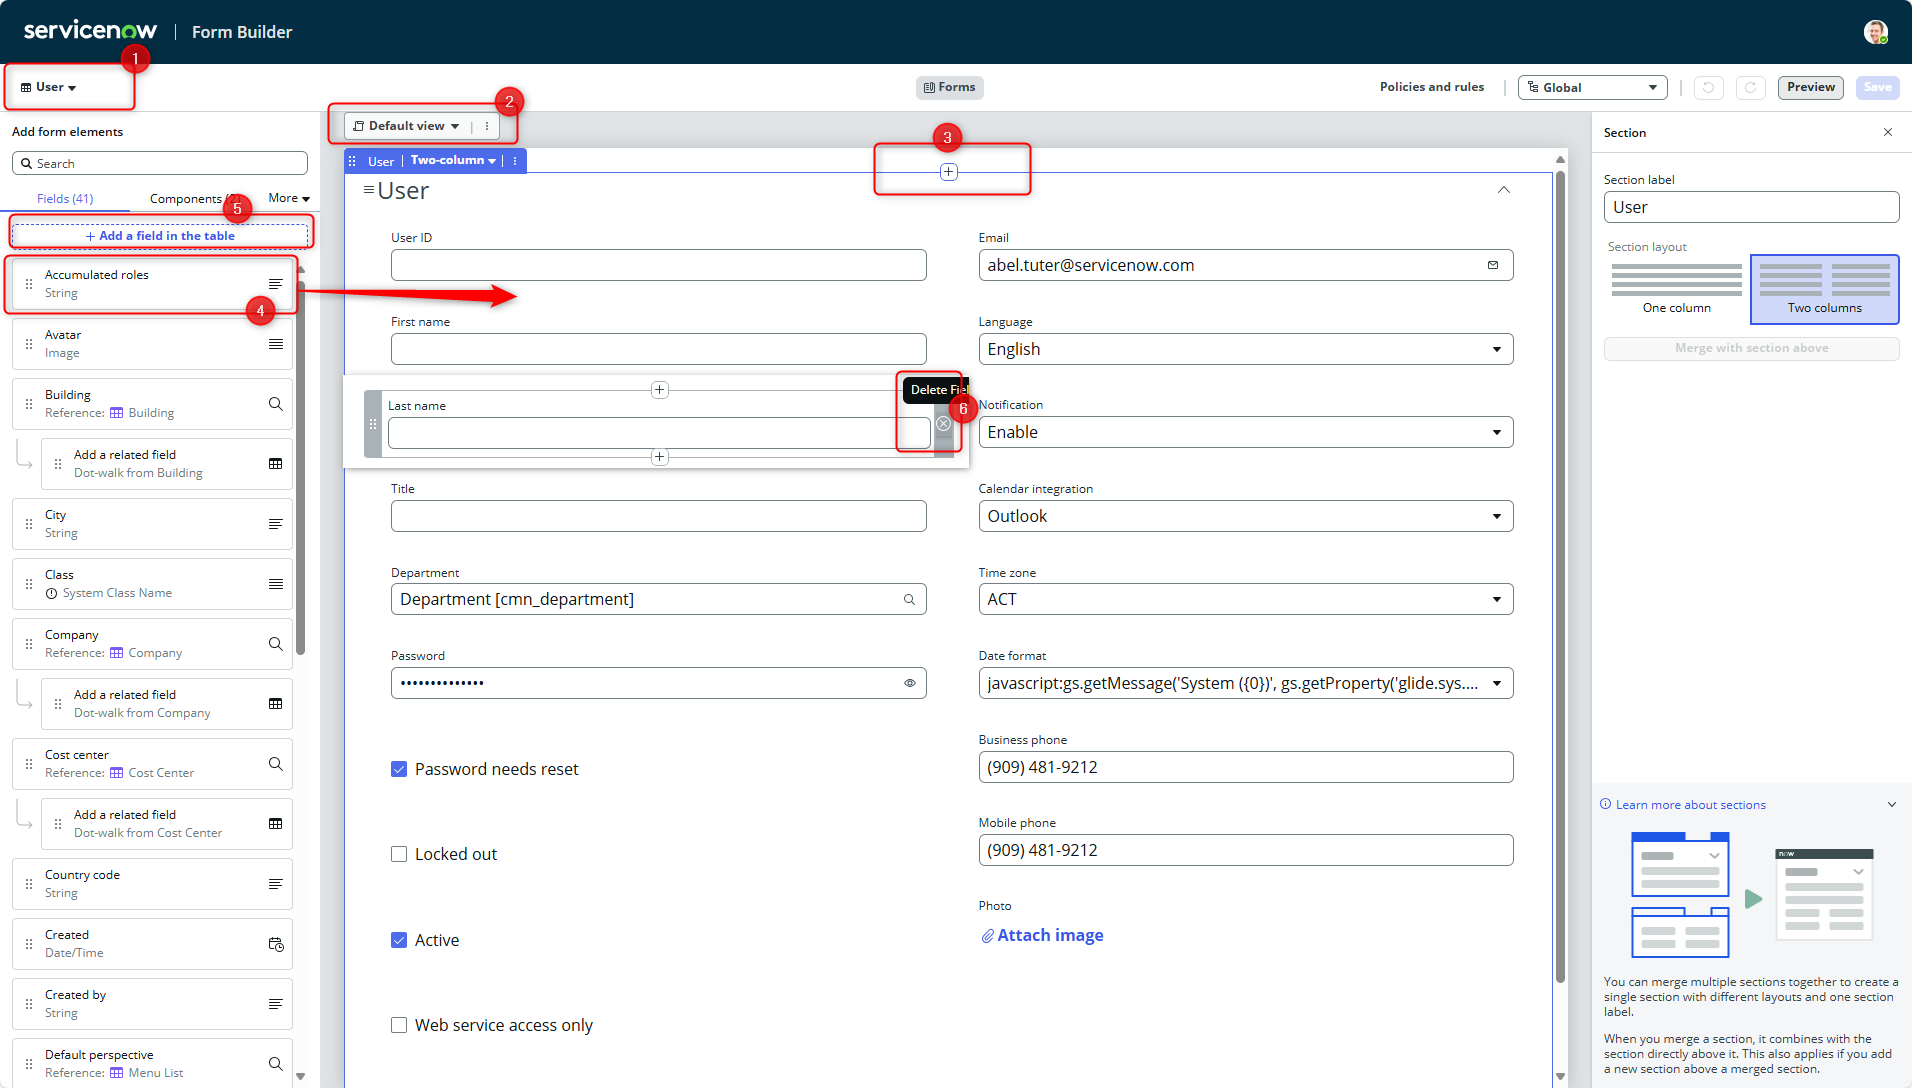 servicenow | Form Builder
1
User
Forms
Policies and rules
Global
Preview
Save
Add form elements
Search
Fields (41)
Components (2)
More
5
+ Add a field in the table
Accumulated roles
String
4
Avatar
Image
Building
Reference: Building
Add a related field
Dot-walk from Building
City
String
Class
System Class Name
Company
Reference: Company
Add a related field
Dot-walk from Company
Cost center
Reference: Cost Center
Add a related field
Dot-walk from Cost Center
Country code
String
Created
Date/Time
Created by
String
Default perspective
Reference: Menu List
2
Default view
3
User | Two-column
User
User ID
First name
Delete Fiel
6
Last name
Title
Department
Department [cmn_department]
Password
••••••••••••••
Password needs reset
Locked out
Active
Web service access only
Email
abel.tuter@servicenow.com
Language
English
Notification
Enable
Calendar integration
Outlook
Time zone
ACT
Date format
javascript:gs.getMessage('System ({0})', gs.getProperty('glide.sys....
Business phone
(909) 481-9212
Mobile phone
(909) 481-9212
Photo
Attach image
Section
Section label
User
Section layout
One column
Two columns
Merge with section above
Learn more about sections
now
You can merge multiple sections together to create a
single section with different layouts and one section
label.
When you merge a section, it combines with the
section directly above it. This also applies if you add
a new section above a merged section.